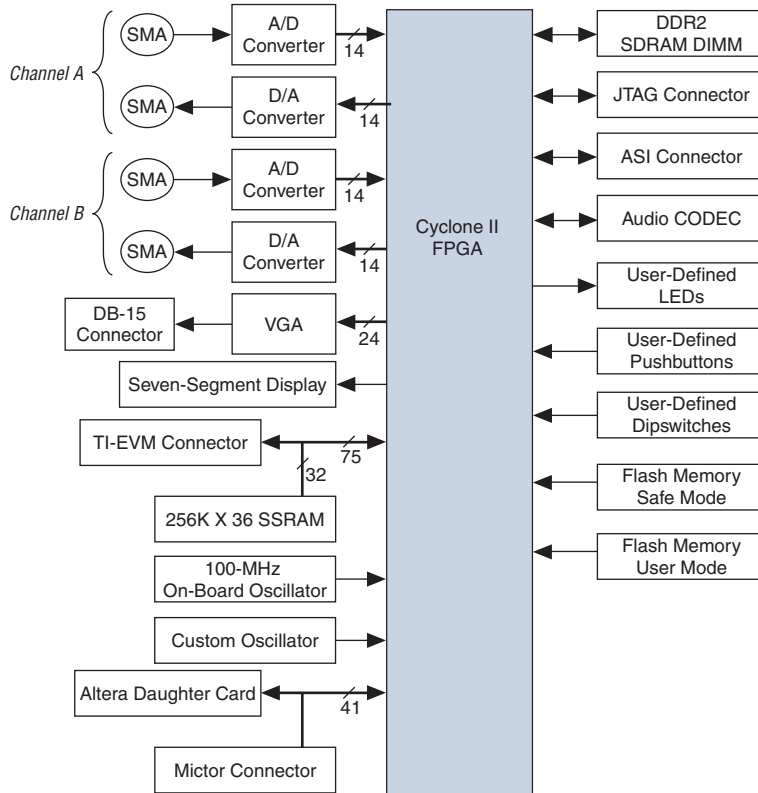 Channel A
SMA
A/D
Converter
14
SMA
D/A
Converter
14
Channel B
SMA
A/D
Converter
14
SMA
D/A
Converter
14
DB-15
Connector
VGA
24
Seven-Segment Display
TI-EVM Connector
75
32
256K X 36 SSRAM
100-MHz
On-Board Oscillator
Custom Oscillator
Altera Daughter Card
41
Mictor Connector
Cyclone II
FPGA
DDR2
SDRAM DIMM
JTAG Connector
ASI Connector
Audio CODEC
User-Defined
LEDs
User-Defined
Pushbuttons
User-Defined
Dipswitches
Flash Memory
Safe Mode
Flash Memory
User Mode